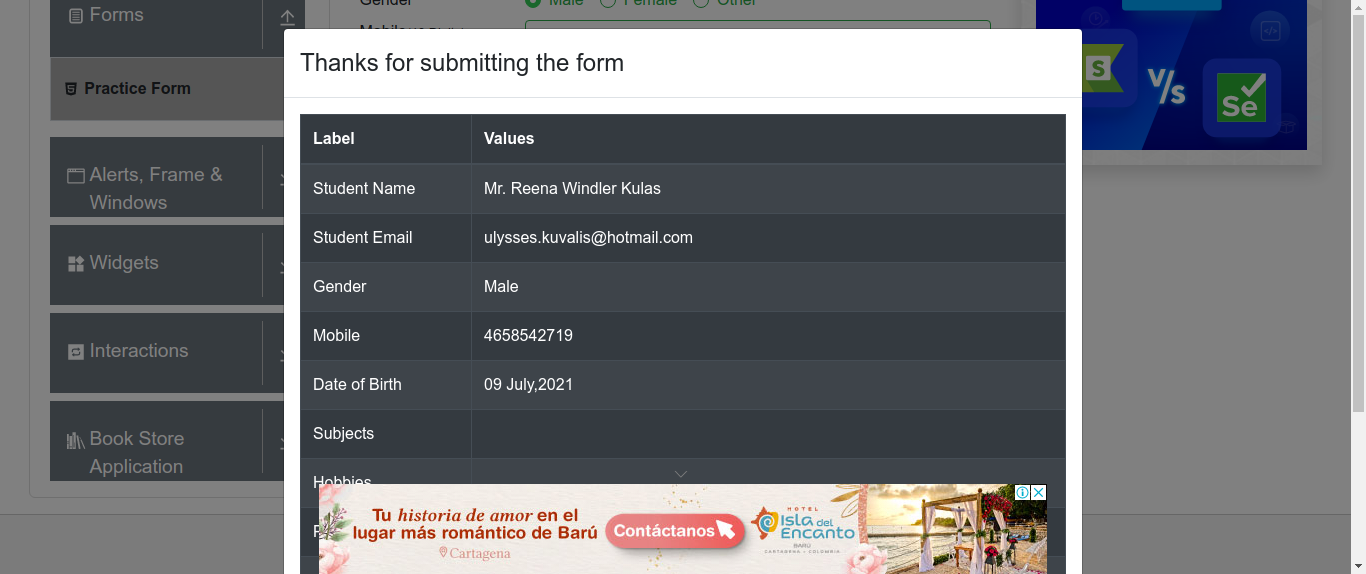 Forms
Gender
Male
Female
Other
Thanks for submitting the form
Practice Form
Label Values
Student Name Mr. Reena Windler Kulas
Student Email ulysses.kuvalis@hotmail.com
Gender Male
Mobile 4658542719
Date of Birth 09 July,2021
Subjects
Hobbies
Alerts, Frame &
Windows
Widgets
Interactions
Book Store
Application
S
V/s
Se
Tu historia de amor en el
lugar más romántico de Barú
Cartagena
Contáctanos
HOTEL
Isla del
Encanto
BARÚ
CARTAGENA • COLOMBIA